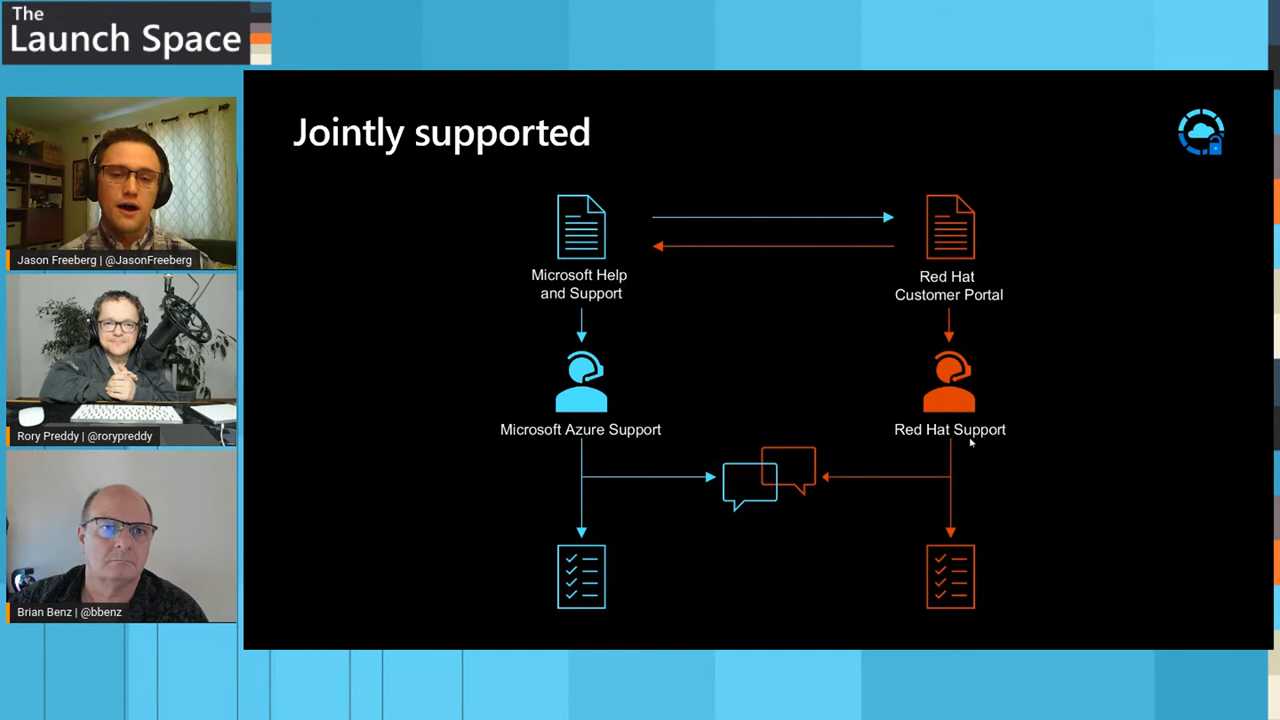 The
Launch Space
Jason Freeberg | @JasonFreeberg
Rory Preddy | @rorypreddy
Brian Benz | @bbenz
Jointly supported
Microsoft Help
and Support
Red Hat
Customer Portal
Microsoft Azure Support
Red Hat Support